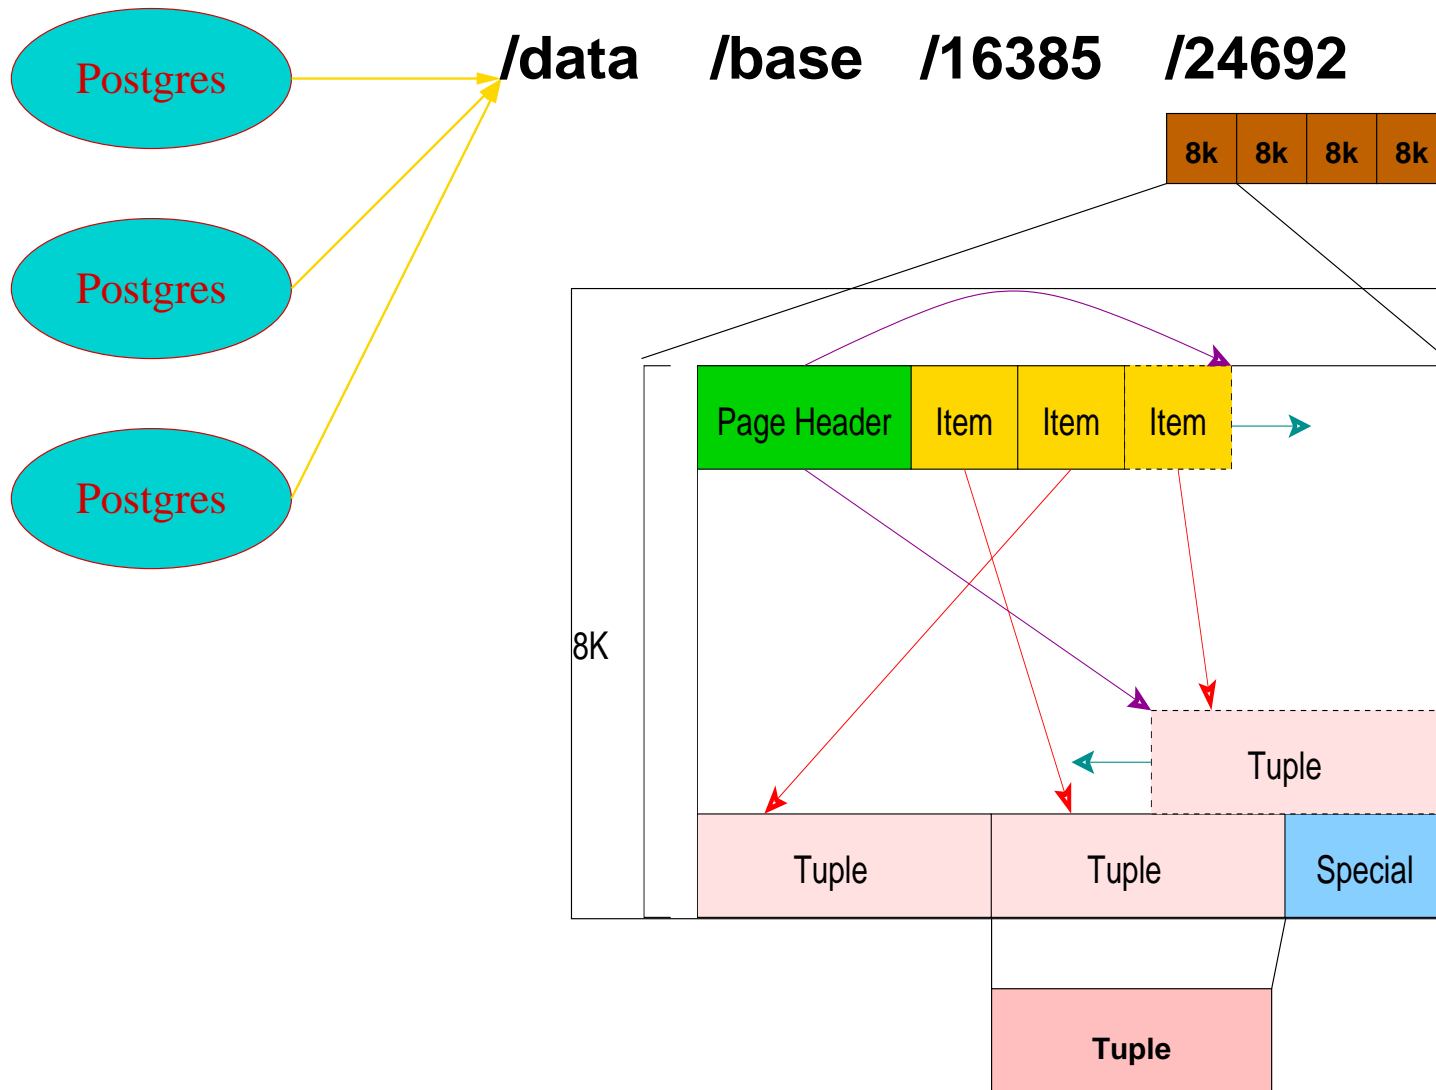 Postgres /data /base /16385 /24692
8k 8k 8k 8k
Postgres
Page Header Item Item Item
Postgres
8K
Tuple
Tuple Tuple Special
Tuple